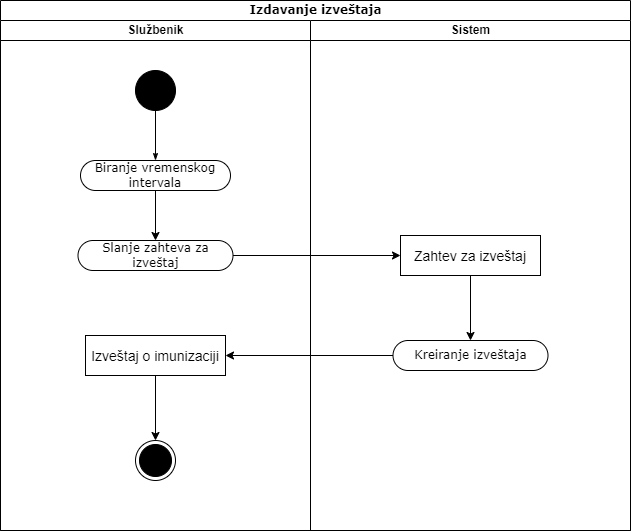 Izdavanje izveštaja
Službenik
Sistem
Biranje vremenskog
intervala
Slanje zahteva za
izveštaj
Zahtev za izveštaj
Izveštaj o imunizaciji
Kreiranje izveštaja